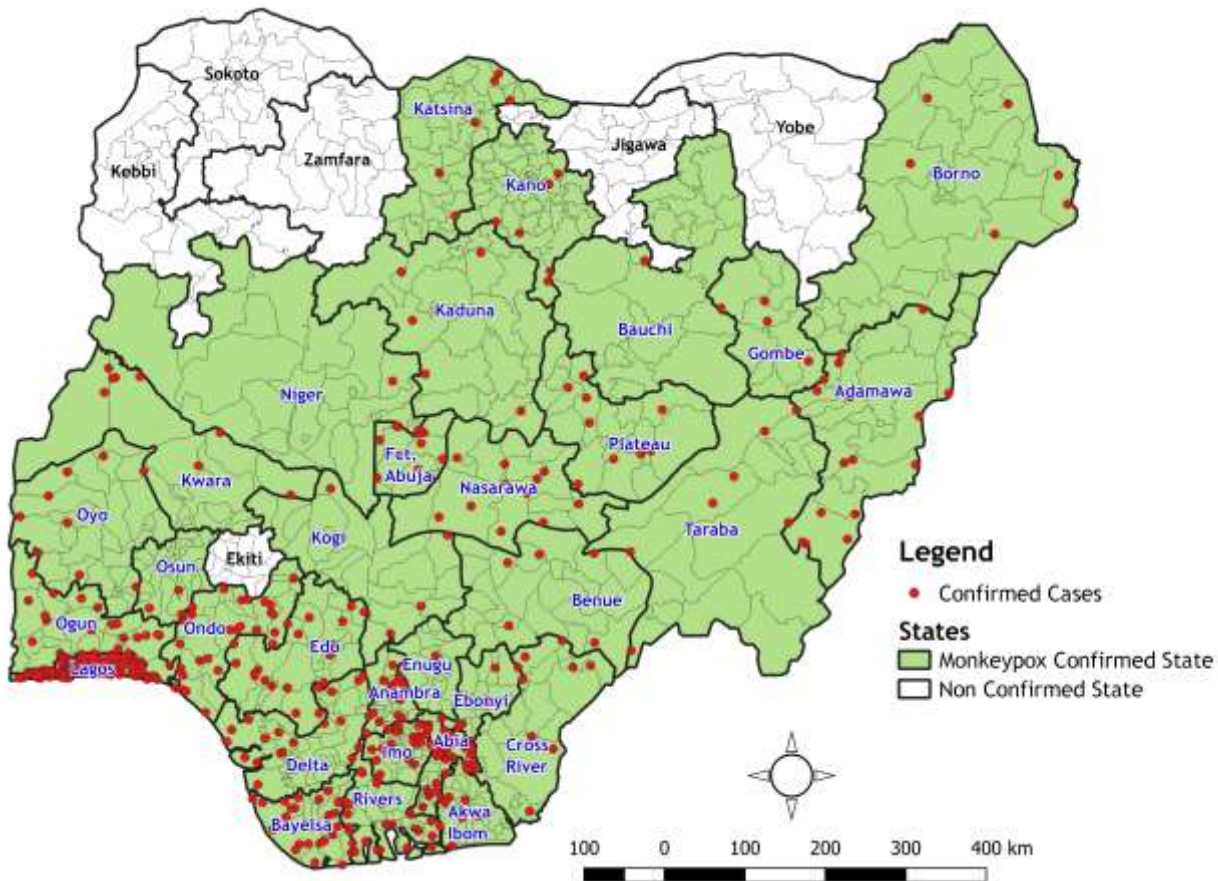 Sokoto
Katsina
Yobe
Jigawa
Kebbi
Zamfara
Kano
Borno
Kaduna
Bauchi
Gombe
Adamawa
Niger
Plateau
Fct,
Abuja
Nasarawa
Kwara
Oyo
Taraba
Kogi
Osun
Ekiti
Benue
Ogun
Ondo
Edo
Lagos
Enugu
Anambra
Ebonyi
Abia
Imo
Cross
River
Delta
Rivers
Bayelsa
Akwa
Ibom
Legend
Confirmed Cases
States
Monkeypox Confirmed State
Non Confirmed State
100 0 100 200 300 400 km